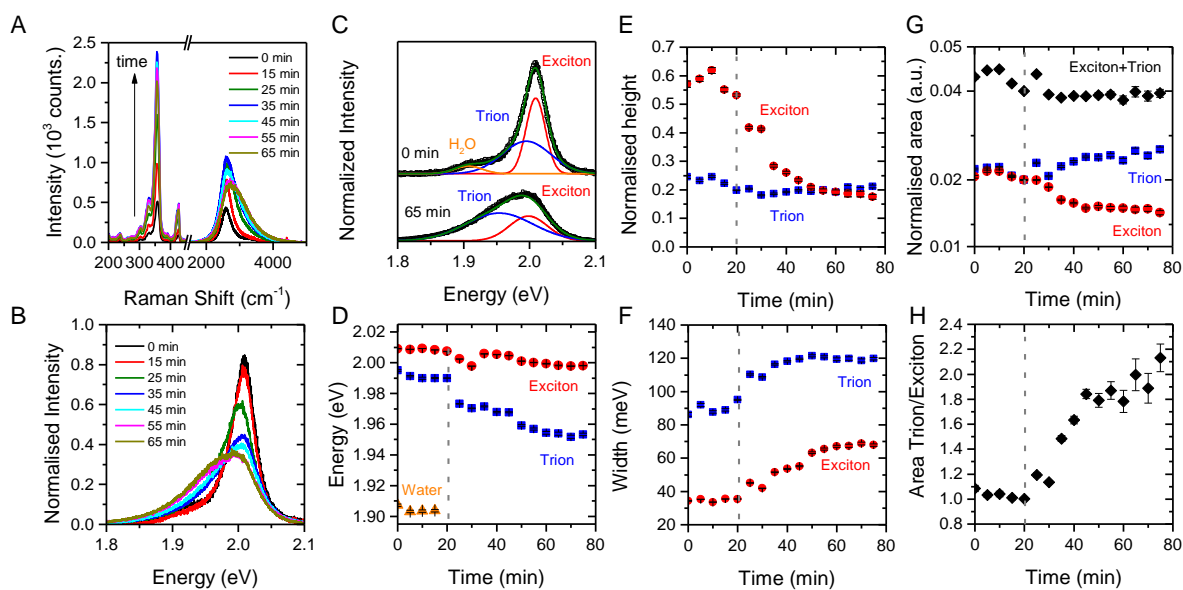 A
Intensity (10³ counts.)
2.5
2.0
1.5
1.0
0.5
0.0
time
0 min
15 min
25 min
35 min
45 min
55 min
65 min
200 300 400 2000 4000
Raman Shift (cm⁻¹)
B
Normalised Intensity
1.0
0.8
0.6
0.4
0.2
0.0
0 min
15 min
25 min
35 min
45 min
55 min
65 min
1.8 1.9 2.0 2.1
Energy (eV)
C
Normalized Intensity
Exciton
Trion
H₂O
0 min
Trion
Exciton
65 min
1.8 1.9 2.0 2.1
Energy (eV)
D
Energy (eV)
2.02
2.00
1.98
1.96
1.94
1.92
1.90
Exciton
Trion
Water
0 20 40 60 80
Time (min)
E
Normalised height
0.7
0.6
0.5
0.4
0.3
0.2
0.1
0.0
Exciton
Trion
0 20 40 60 80
Time (min)
F
Width (meV)
160
140
120
100
80
60
40
20
Trion
Exciton
0 20 40 60 80
Time (min)
G
Normalised area (a.u.)
0.05
0.04
0.02
0.01
Exciton+Trion
Trion
Exciton
0 20 40 60 80
Time (min)
H
Area Trion/Exciton
2.4
2.2
2.0
1.8
1.6
1.4
1.2
1.0
0.8
0 20 40 60 80
Time (min)